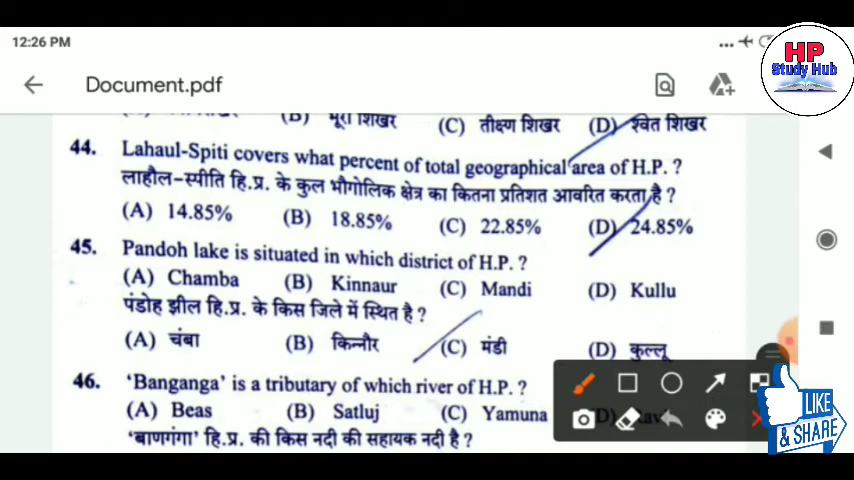 12:26 PM
HP
Study Hub
Document.pdf
(B) भूरा शिखर (C) तीक्ष्ण शिखर (D) श्वेत शिखर
44. Lahaul-Spiti covers what percent of total geographical area of H.P. ?
लाहौल-स्पीति हि.प्र. के कुल भौगोलिक क्षेत्र का कितना प्रतिशत आवरित करता है ?
(A) 14.85% (B) 18.85% (C) 22.85% (D) 24.85%
45. Pandoh lake is situated in which district of H.P. ?
(A) Chamba (B) Kinnaur (C) Mandi (D) Kullu
पंडोह झील हि.प्र. के किस जिले में स्थित है ?
(A) चंबा (B) किन्नौर (C) मंडी (D) कुल्लू
46. 'Banganga' is a tributary of which river of H.P. ?
(A) Beas (B) Satluj (C) Yamuna
'बाणगंगा' हि.प्र. की किस नदी की सहायक नदी है ?
LIKE
& SHARE